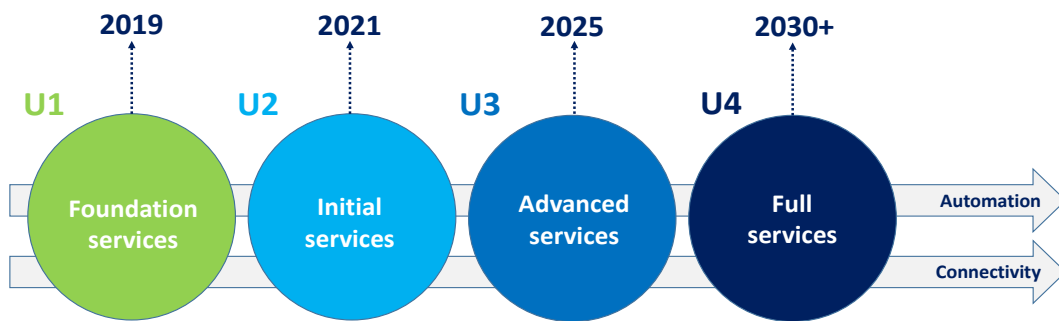 2019
2021
2025
2030+
U1
U2
U3
U4
Foundation
services
Initial
services
Advanced
services
Full
services
Automation
Connectivity